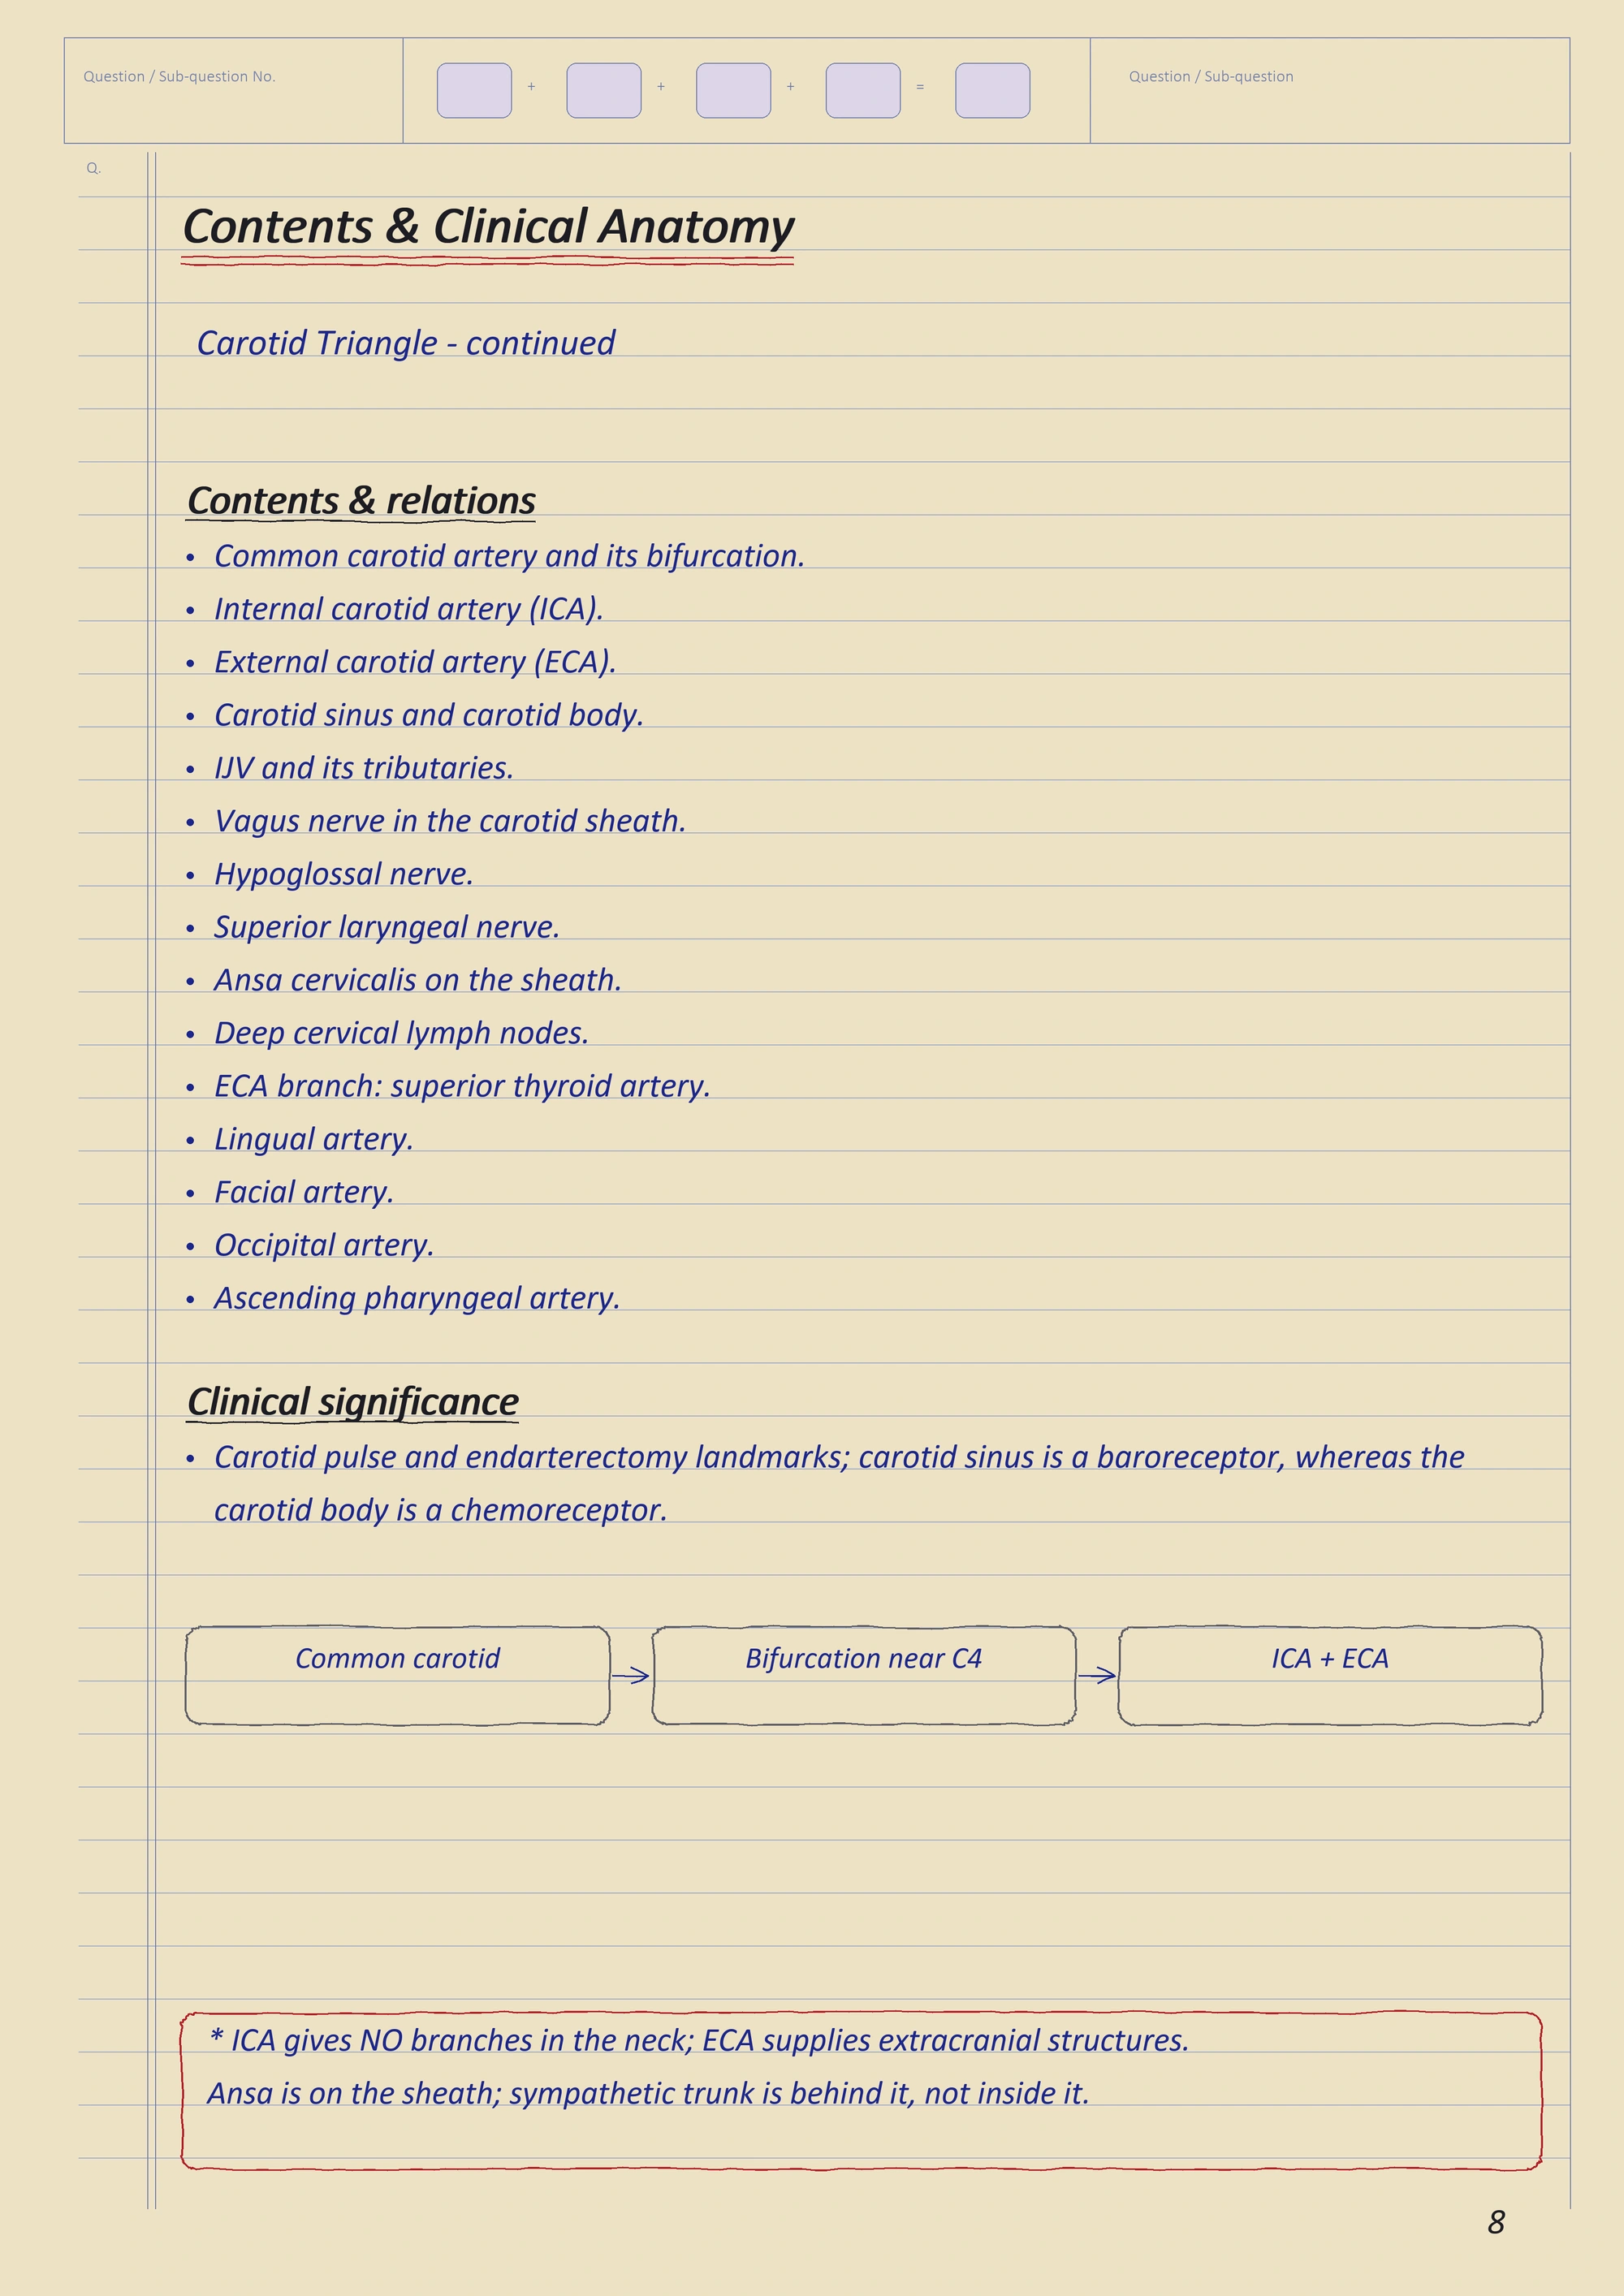 Question / Sub-question No.
+ + + =
Question / Sub-question
Q.
Contents & Clinical Anatomy
Carotid Triangle - continued
Contents & relations
• Common carotid artery and its bifurcation.
• Internal carotid artery (ICA).
• External carotid artery (ECA).
• Carotid sinus and carotid body.
• IJV and its tributaries.
• Vagus nerve in the carotid sheath.
• Hypoglossal nerve.
• Superior laryngeal nerve.
• Ansa cervicalis on the sheath.
• Deep cervical lymph nodes.
• ECA branch: superior thyroid artery.
• Lingual artery.
• Facial artery.
• Occipital artery.
• Ascending pharyngeal artery.
Clinical significance
• Carotid pulse and endarterectomy landmarks; carotid sinus is a baroreceptor, whereas the
carotid body is a chemoreceptor.
Common carotid
Bifurcation near C4
ICA + ECA
* ICA gives NO branches in the neck; ECA supplies extracranial structures.
Ansa is on the sheath; sympathetic trunk is behind it, not inside it.
8